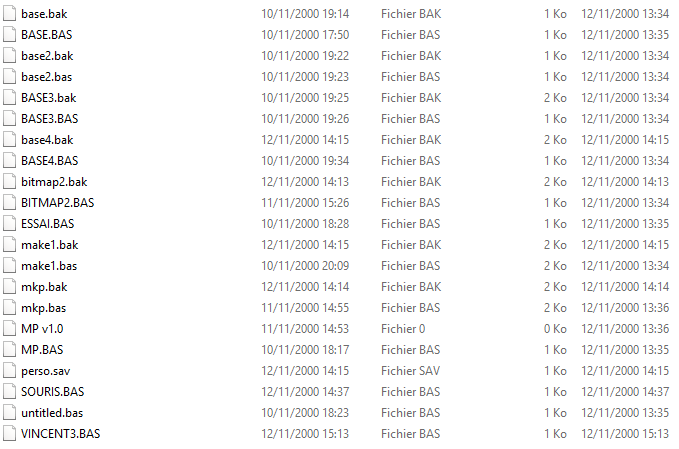 base.bak 10/11/2000 19:14 Fichier BAK 1 Ko 12/11/2000 13:34
BASE.BAS 10/11/2000 17:50 Fichier BAS 1 Ko 12/11/2000 13:35
base2.bak 10/11/2000 19:22 Fichier BAK 1 Ko 12/11/2000 13:34
base2.bas 10/11/2000 19:23 Fichier BAS 1 Ko 12/11/2000 13:34
BASE3.bak 10/11/2000 19:25 Fichier BAK 2 Ko 12/11/2000 13:34
BASE3.BAS 10/11/2000 19:26 Fichier BAS 1 Ko 12/11/2000 13:34
base4.bak 12/11/2000 14:15 Fichier BAK 2 Ko 12/11/2000 14:15
BASE4.BAS 10/11/2000 19:34 Fichier BAS 1 Ko 12/11/2000 13:34
bitmap2.bak 12/11/2000 14:13 Fichier BAK 2 Ko 12/11/2000 14:13
BITMAP2.BAS 11/11/2000 15:26 Fichier BAS 1 Ko 12/11/2000 13:34
ESSAI.BAS 10/11/2000 18:28 Fichier BAS 1 Ko 12/11/2000 13:35
make1.bak 12/11/2000 14:15 Fichier BAK 2 Ko 12/11/2000 14:15
make1.bas 10/11/2000 20:09 Fichier BAS 2 Ko 12/11/2000 13:34
mkp.bak 12/11/2000 14:14 Fichier BAK 2 Ko 12/11/2000 14:14
mkp.bas 11/11/2000 14:55 Fichier BAS 2 Ko 12/11/2000 13:36
MP v1.0 11/11/2000 14:53 Fichier 0 0 Ko 12/11/2000 13:36
MP.BAS 10/11/2000 18:17 Fichier BAS 1 Ko 12/11/2000 13:35
perso.sav 12/11/2000 14:15 Fichier SAV 1 Ko 12/11/2000 14:15
SOURIS.BAS 12/11/2000 14:37 Fichier BAS 1 Ko 12/11/2000 14:37
untitled.bas 10/11/2000 18:23 Fichier BAS 1 Ko 12/11/2000 13:35
VINCENT3.BAS 12/11/2000 15:13 Fichier BAS 1 Ko 12/11/2000 15:13